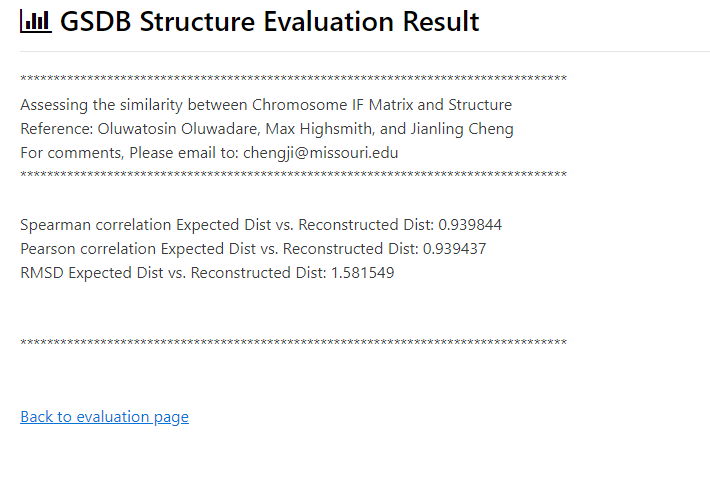 GSDB Structure Evaluation Result
**********************************************************************************
Assessing the similarity between Chromosome IF Matrix and Structure
Reference: Oluwatosin Oluwadare, Max Highsmith, and Jianling Cheng
For comments, Please email to: chengji@missouri.edu
**********************************************************************************
Spearman correlation Expected Dist vs. Reconstructed Dist: 0.939844
Pearson correlation Expected Dist vs. Reconstructed Dist: 0.939437
RMSD Expected Dist vs. Reconstructed Dist: 1.581549
**********************************************************************************
Back to evaluation page